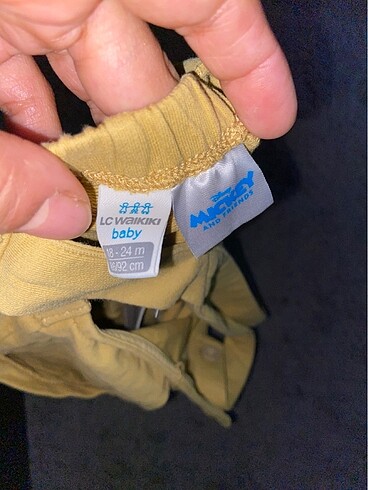 LC WAIKIKI
baby
18 - 24 m
/92 cm
Disney
MICKEY
AND FRIENDS